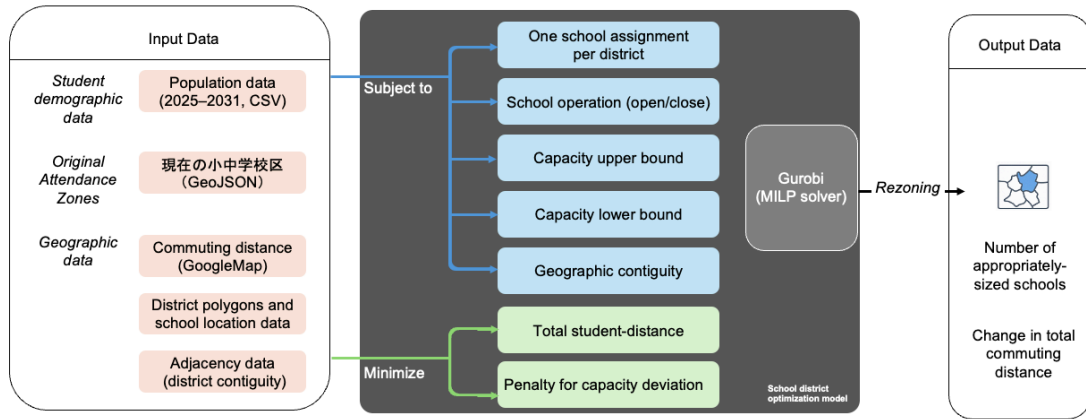 Input Data
Student
demographic
data
Population data
(2025–2031, CSV)
Original
Attendance
Zones
現在の小中学校区
（GeoJSON）
Geographic
data
Commuting distance
(GoogleMap)
District polygons and
school location data
Adjacency data
(district contiguity)
Subject to
One school assignment
per district
School operation (open/close)
Capacity upper bound
Capacity lower bound
Geographic contiguity
Minimize
Total student-distance
Penalty for capacity deviation
Gurobi
(MILP solver)
School district
optimization model
Rezoning
Output Data
Number of
appropriately-
sized schools
Change in total
commuting
distance